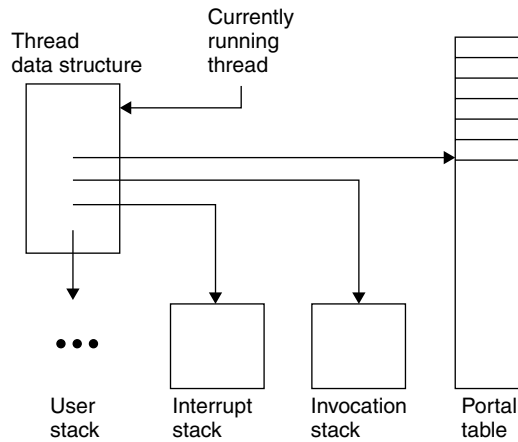 Thread
data structure
Currently
running
thread
User
stack
Interrupt
stack
Invocation
stack
Portal
table